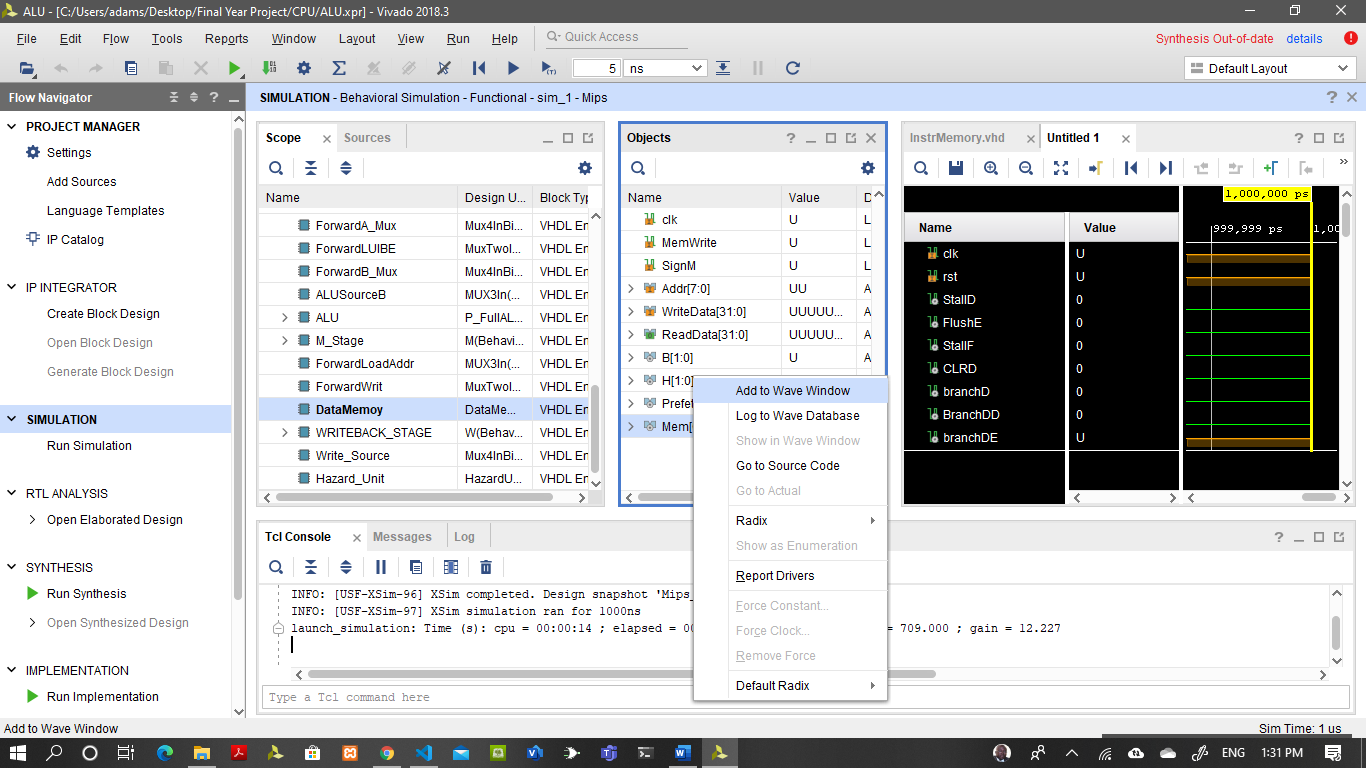 ALU - [C:/Users/adams/Desktop/Final Year Project/CPU/ALU.xpr] - Vivado 2018.3
File Edit Flow Tools Reports Window Layout View Run Help
Quick Access
Synthesis Out-of-date details
5 ns
Default Layout
Flow Navigator
SIMULATION - Behavioral Simulation - Functional - sim_1 - Mips
PROJECT MANAGER
Settings
Add Sources
Language Templates
IP Catalog
IP INTEGRATOR
Create Block Design
Open Block Design
Generate Block Design
SIMULATION
Run Simulation
RTL ANALYSIS
Open Elaborated Design
SYNTHESIS
Run Synthesis
Open Synthesized Design
IMPLEMENTATION
Run Implementation
Scope Sources
Name Design U... Block Typ
ForwardA_Mux Mux4InBi... VHDL En
ForwardLUIBE MuxTwoI... VHDL En
ForwardB_Mux Mux4InBi... VHDL En
ALUSourceB MUX3In(... VHDL En
ALU P_FullAL... VHDL En
M_Stage M(Behavi... VHDL En
ForwardLoadAddr MUX3In(... VHDL En
ForwardWrit MuxTwoI... VHDL En
DataMemoy DataMe... VHDL En
WRITEBACK_STAGE W(Behav... VHDL En
Write_Source Mux4InBi... VHDL En
Hazard_Unit HazardU... VHDL En
Objects
Name Value D
clk U L
MemWrite U L
SignM U L
Addr[7:0] UU A
WriteData[31:0] UUUUU... A
ReadData[31:0] UUUUU... A
B[1:0] U A
H[1:0]
Prefet
Mem[
Add to Wave Window
Log to Wave Database
Show in Wave Window
Go to Source Code
Go to Actual
Radix
Show as Enumeration
Report Drivers
Force Constant...
Force Clock...
Remove Force
Default Radix
InstrMemory.vhd Untitled 1
1,000,000 ps
Name Value 999,999 ps 1,00
clk U
rst U
StallD 0
FlushE 0
StallF 0
CLRD 0
branchD 0
BranchDD 0
branchDE U
Tcl Console Messages Log
INFO: [USF-XSim-96] XSim completed. Design snapshot 'Mips_
INFO: [USF-XSim-97] XSim simulation ran for 1000ns
launch_simulation: Time (s): cpu = 00:00:14 ; elapsed = 00 = 709.000 ; gain = 12.227
Type a Tcl command here
Add to Wave Window
Sim Time: 1 us
ENG 1:31 PM